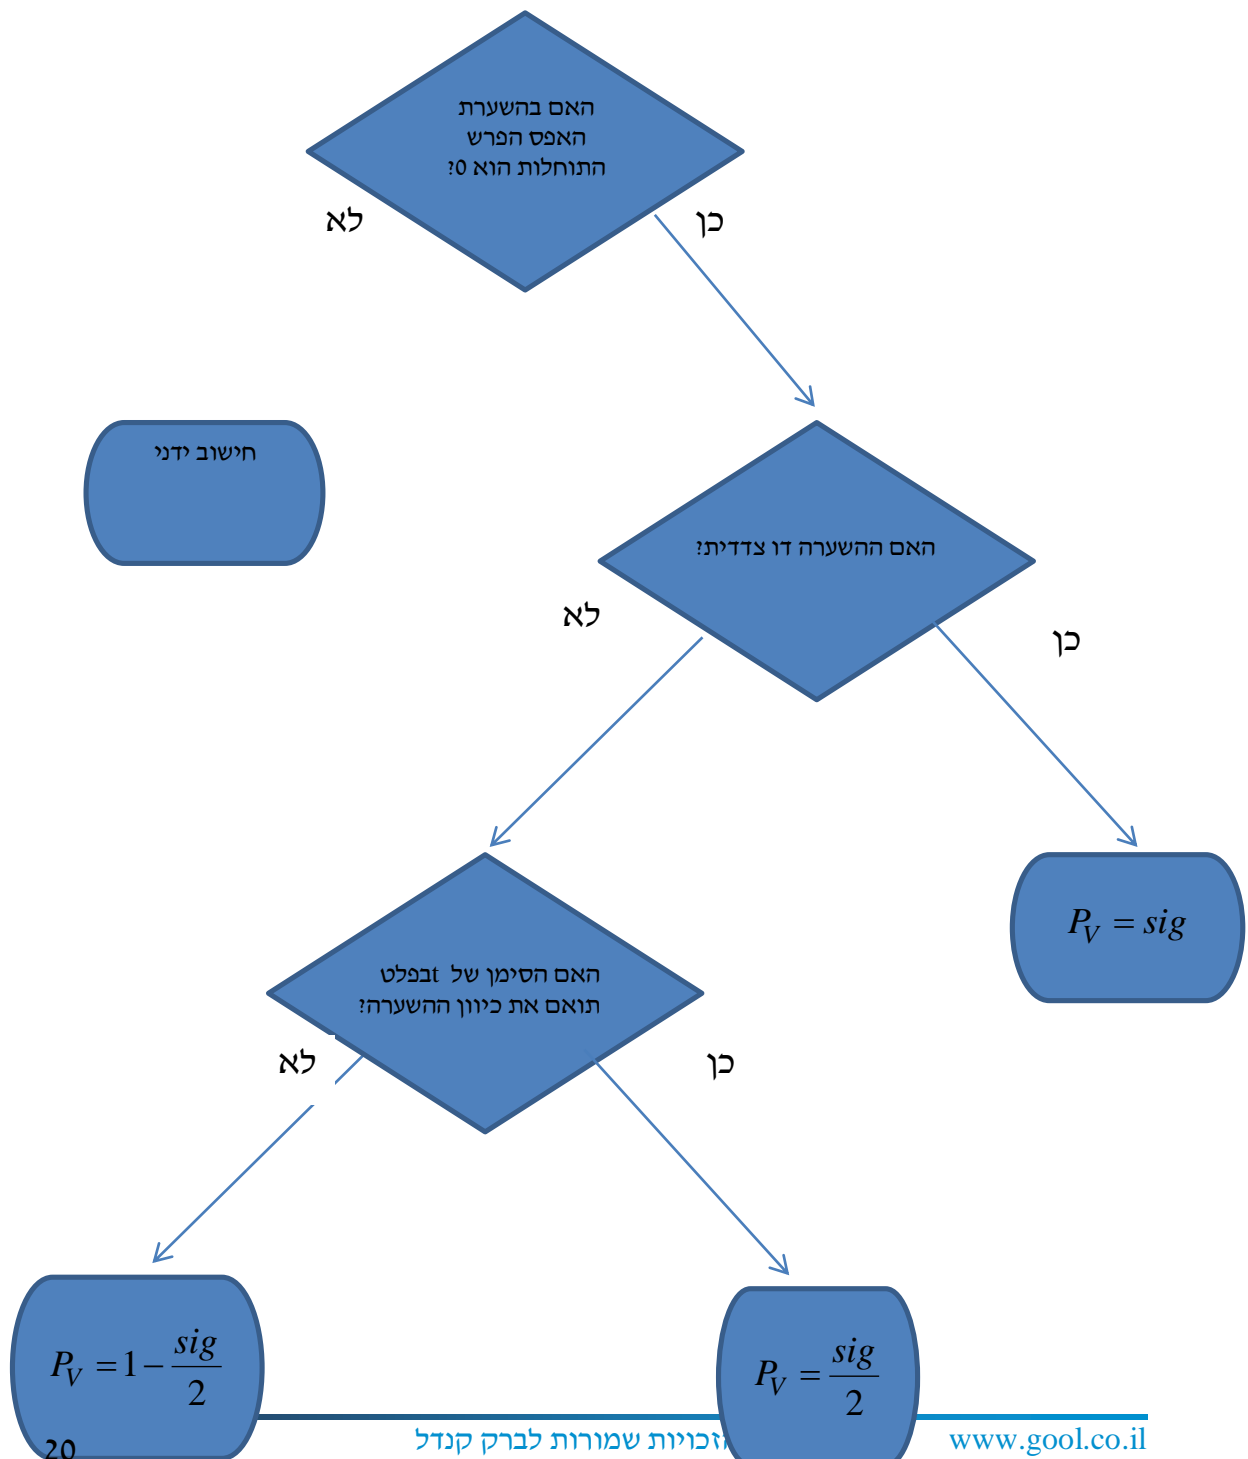 האם בהשערת
האפס הפרש
התוחלות הוא 0?
לא
כן
חישוב ידני
האם ההשערה דו צדדית?
לא
כן
P_V = sig
האם הסימן של tבפלט
תואם את כיוון ההשערה?
לא
כן
P_V = 1 - sig/2
P_V = sig/2
20
זכויות שמורות לברק קנדל
www.gool.co.il